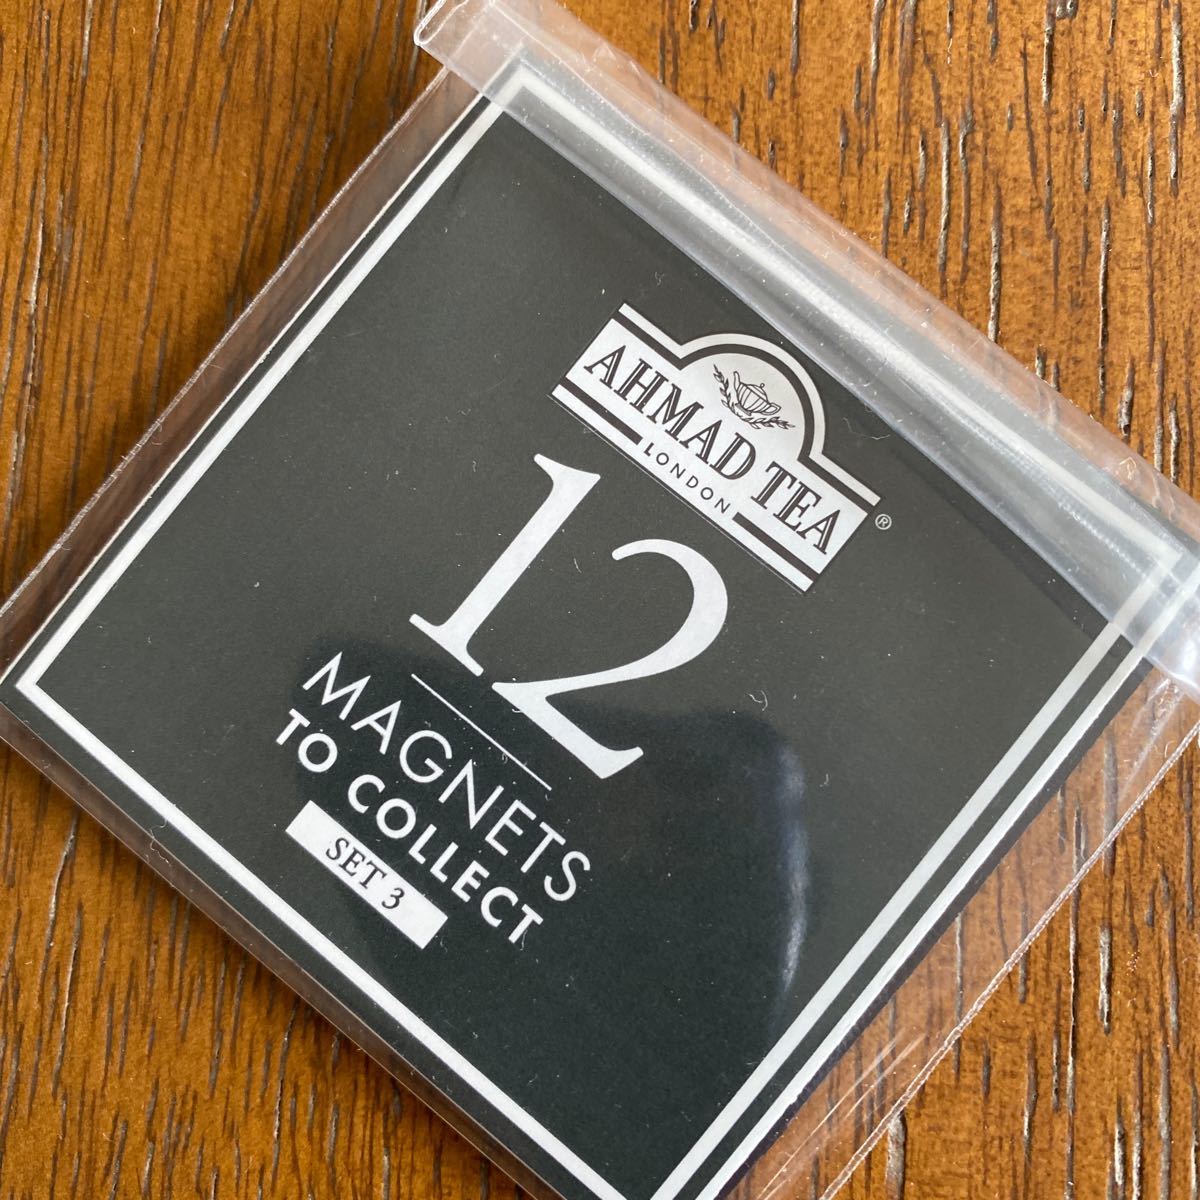 AHMAD TEA
LONDON
®
12
MAGNETS
TO COLLECT
SET 3